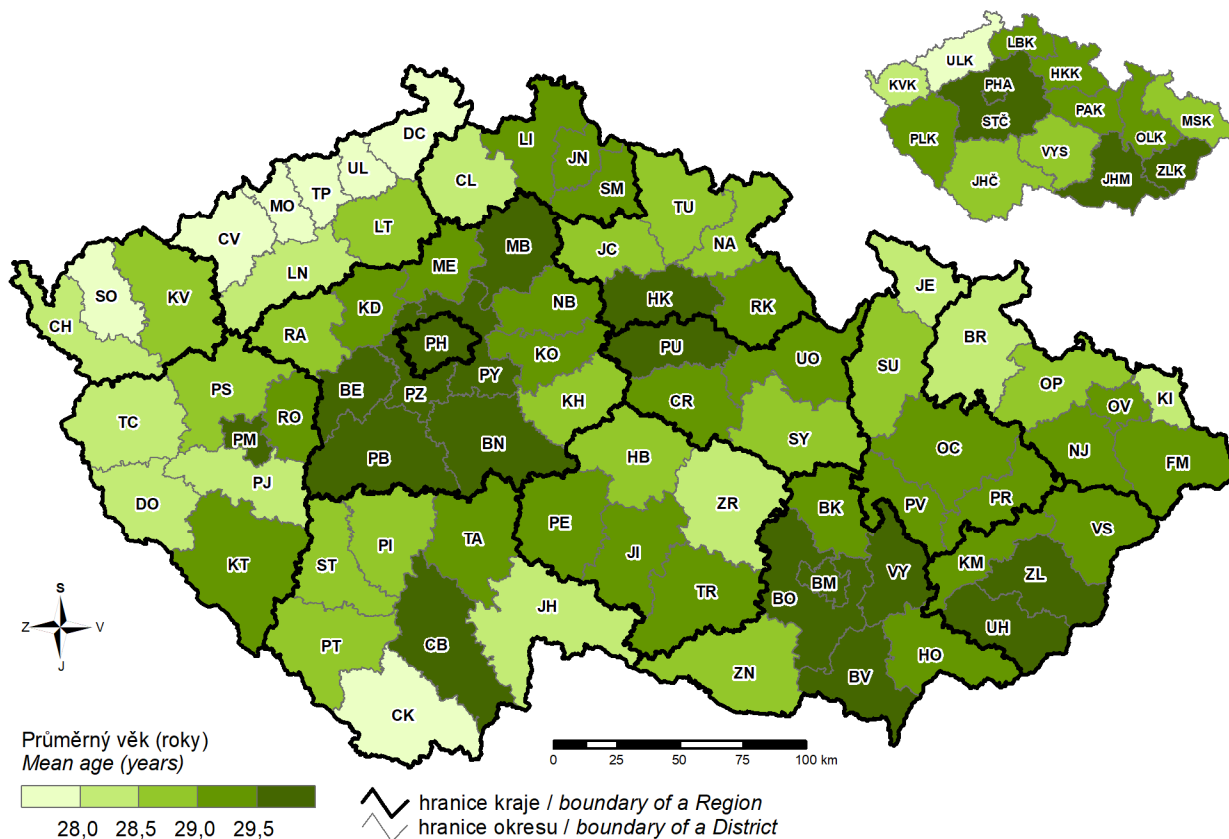 LBK
ULK
HKK
KVK
PHA
PAK
MSK
STČ
OLK
PLK
VYS
ZLK
JHČ
JHM
DC
LI
JN
UL
TP
CL
SM
MO
TU
LT
CV
MB
NA
JC
LN
ME
SO
KV
JE
NB
HK
KD
RK
CH
RA
BR
PH
PU
UO
KO
SU
PY
OP
KI
BE
PZ
PS
KH
CR
OV
RO
TC
SY
PM
OC
NJ
FM
PB
BN
HB
PJ
ZR
PR
DO
BK
PV
VS
PE
TA
PI
JI
KM
KT
ST
VY
ZL
BM
TR
BO
JH
UH
PT
CB
HO
ZN
BV
CK
S
Z V
J
Průměrný věk (roky)
Mean age (years)
28,0 28,5 29,0 29,5
0 25 50 75 100 km
hranice kraje / boundary of a Region
hranice okresu / boundary of a District